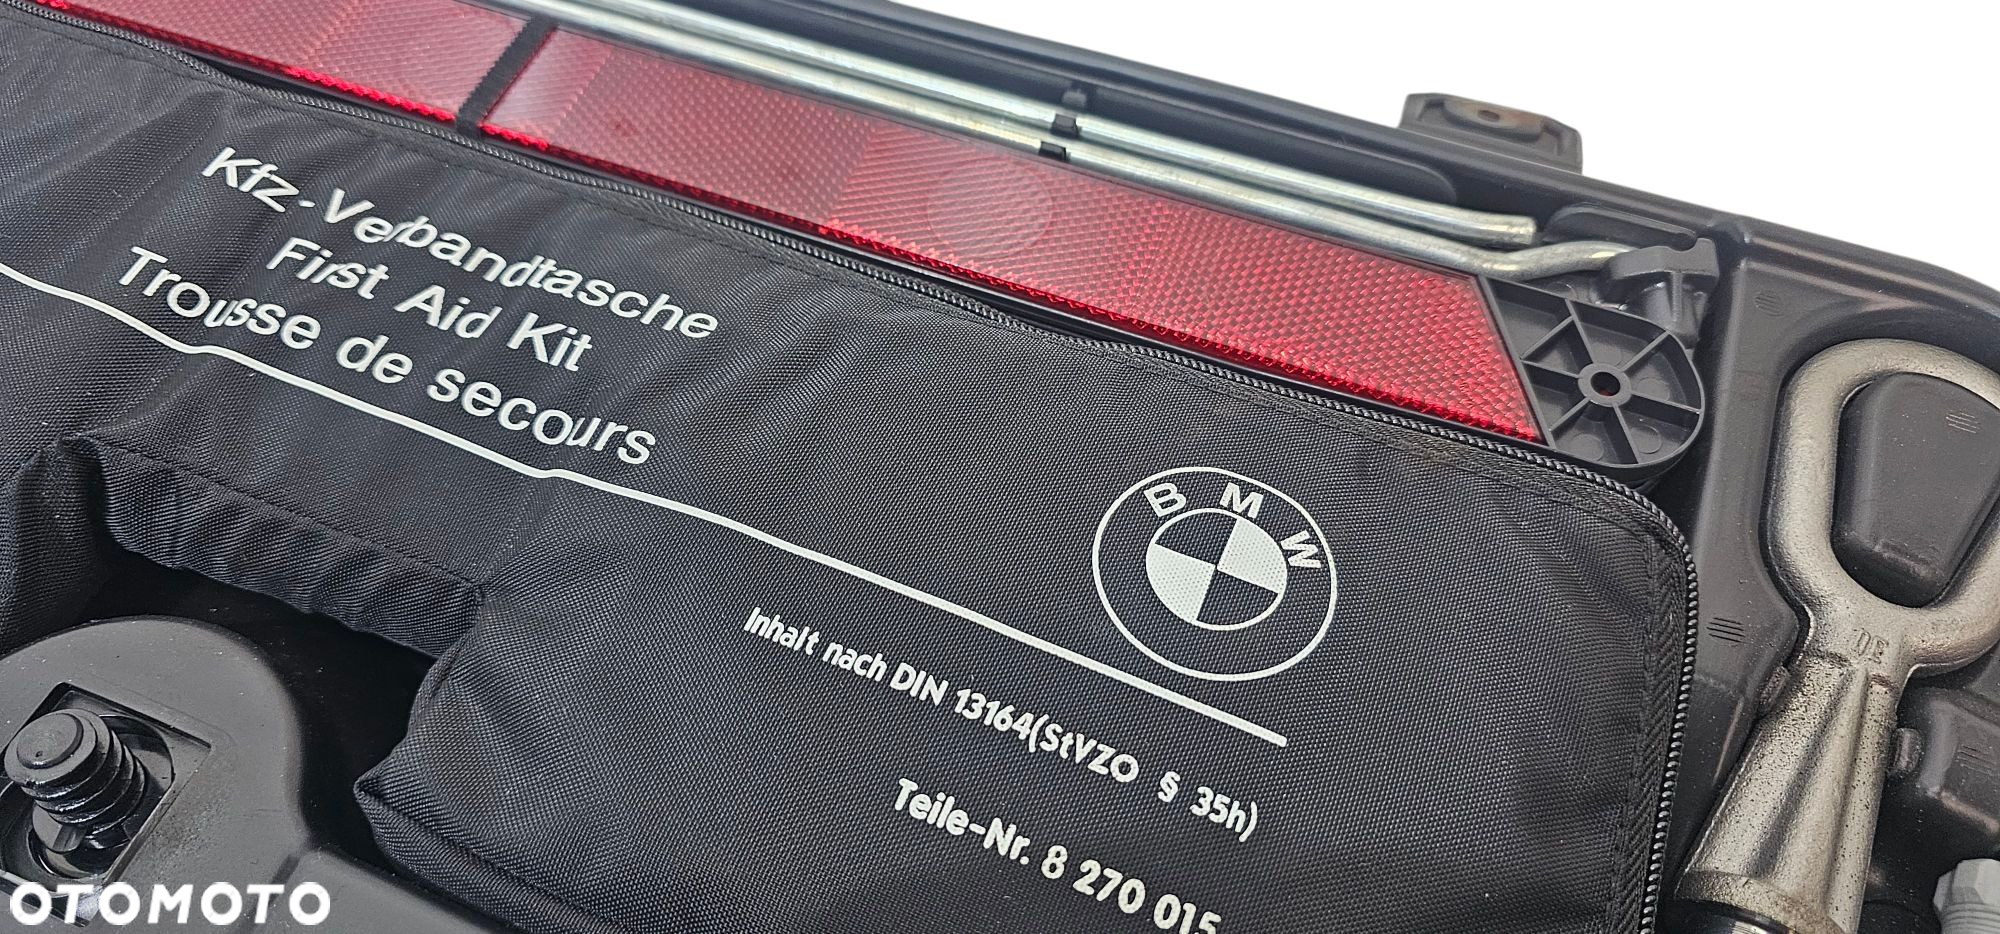 Kfz-Verbandtasche
First Aid Kit
Trousse de secours
BMW
Inhalt nach DIN 13164(StVZO § 35h)
Teile-Nr. 8 270 015
DE
OTOMOTO